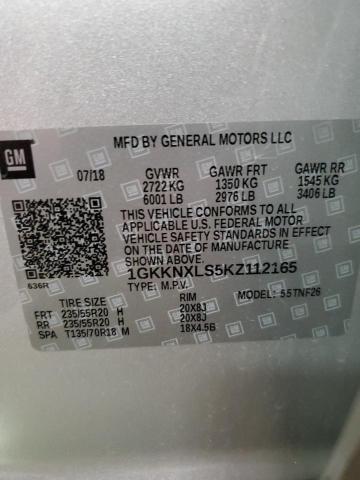 GM
MFD BY GENERAL MOTORS LLC
07/18 GVWR GAWR FRT GAWR RR
2722 KG 1350 KG 1545 KG
6001 LB 2976 LB 3406 LB
THIS VEHICLE CONFORMS TO ALL
APPLICABLE U.S. FEDERAL MOTOR
VEHICLE SAFETY STANDARDS IN EFFECT
ON THE DATE OF MANUFACTURE
SHOWN ABOVE.
1GKKNXLS5KZ112165
636R TYPE: M.P.V. MODEL: 55TNF26
TIRE SIZE RIM
FRT 235/55R20 H 20X8J
RR 235/55R20 H 20X8J
SPA T135/70R18 M 18X4.5B